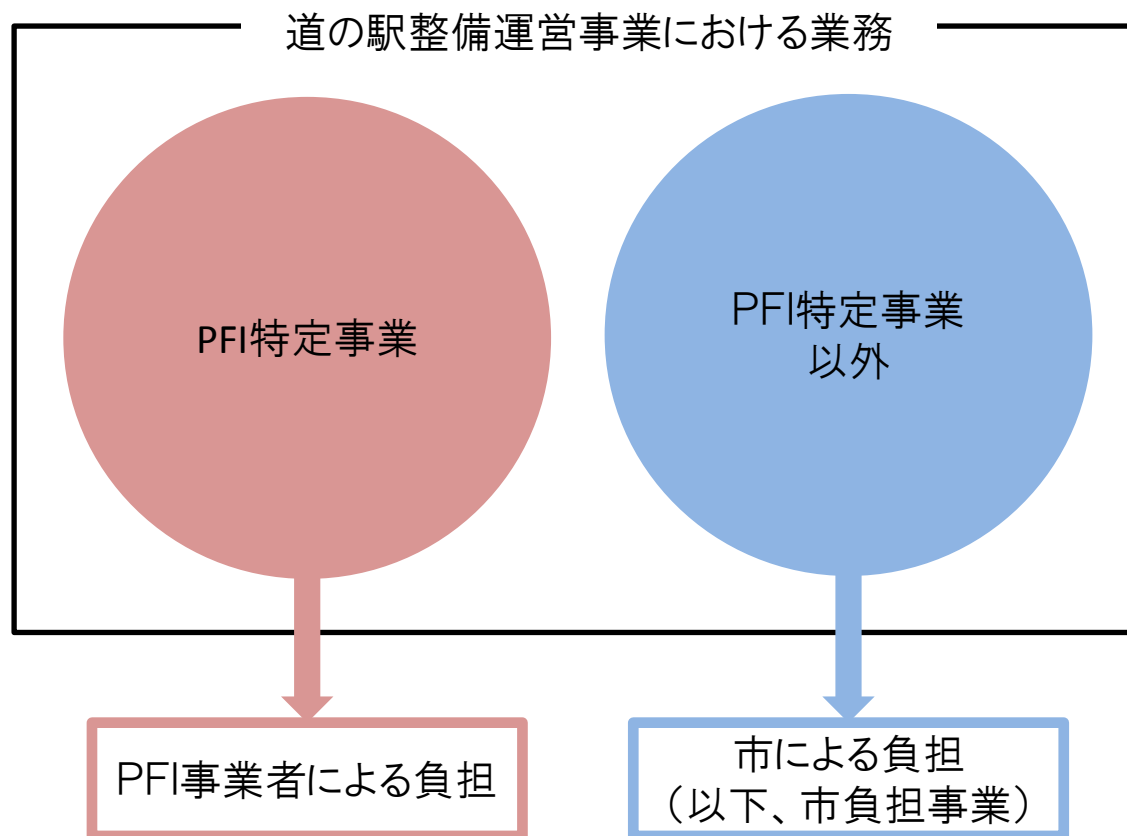 道の駅整備運営事業における業務
PFI特定事業
PFI特定事業
以外
PFI事業者による負担
市による負担
（以下、市負担事業）